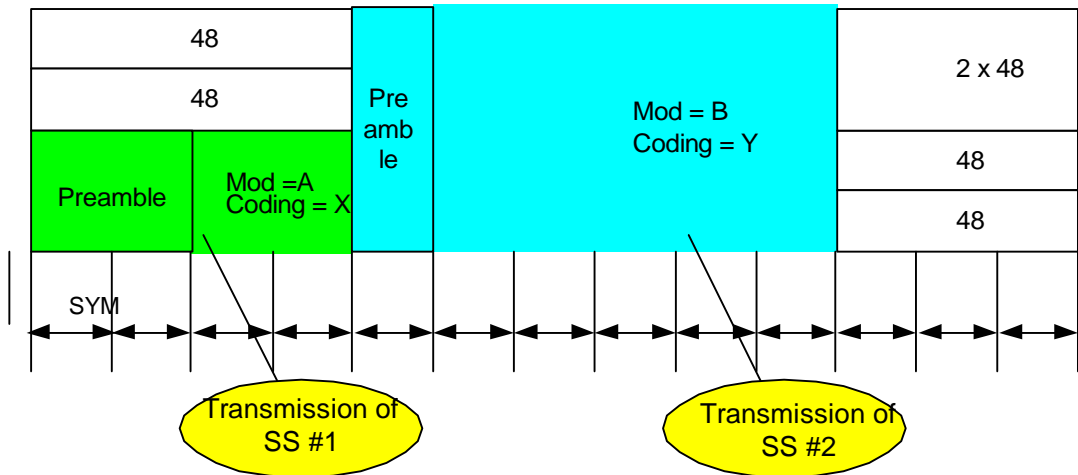 48
48
Preamble
Mod =A
Coding = X
Pre
amb
le
Mod = B
Coding = Y
2 x 48
48
48
SYM
Transmission of
SS #1
Transmission of
SS #2